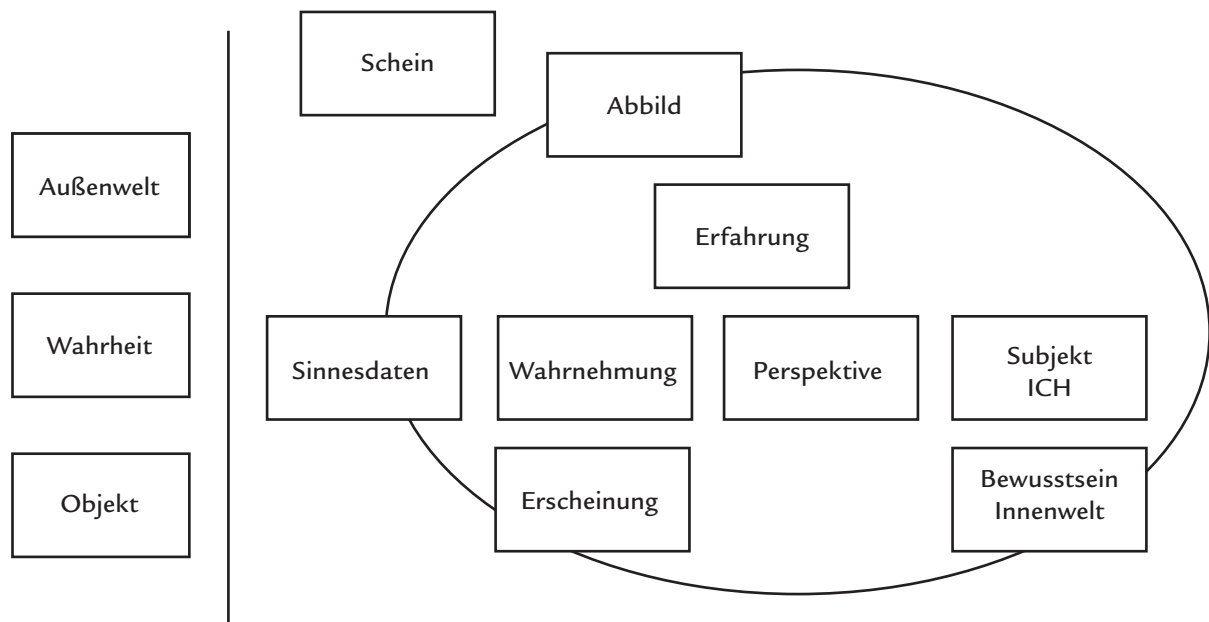 Schein
Abbild
Außenwelt
Erfahrung
Wahrheit
Sinnesdaten
Wahrnehmung
Perspektive
Subjekt
ICH
Objekt
Erscheinung
Bewusstsein
Innenwelt